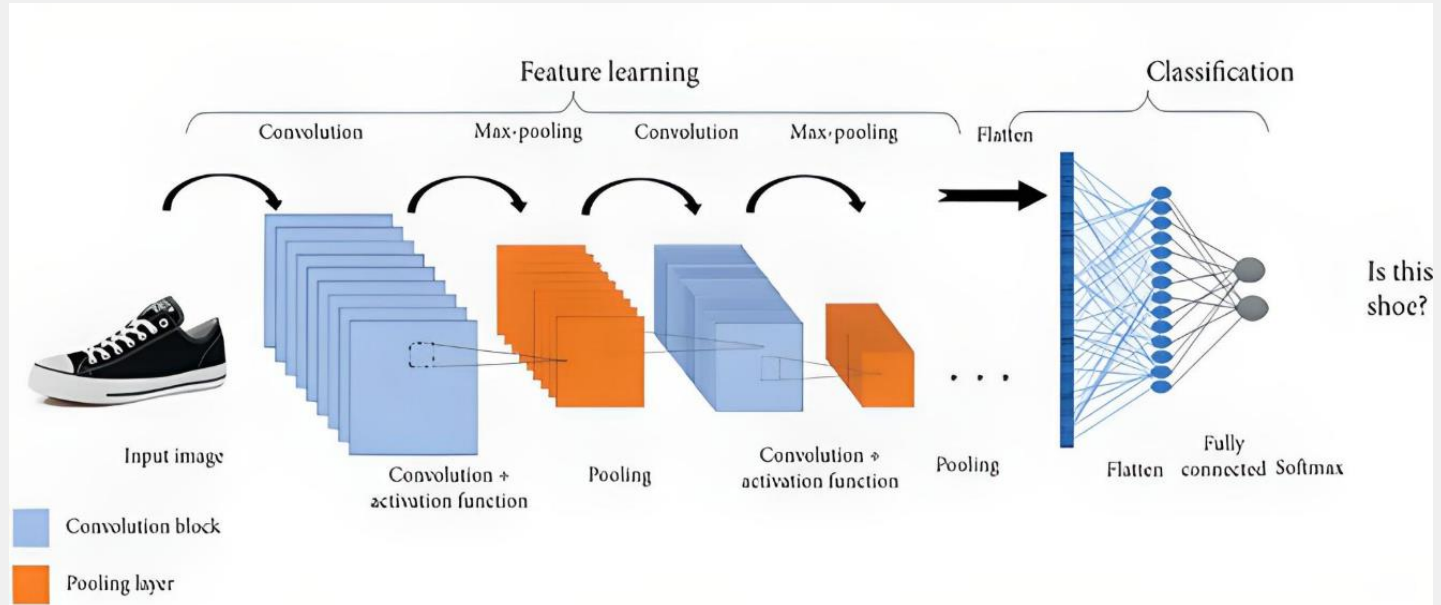 Feature learning
Classification
Convolution
Max-pooling
Convolution
Max-pooling
Flatten
Is this
shoe?
Input image
Convolution +
activation function
Pooling
Convolution +
activation function
Pooling
Flatten
Fully
connected
Softmax
Convolution block
Pooling layer